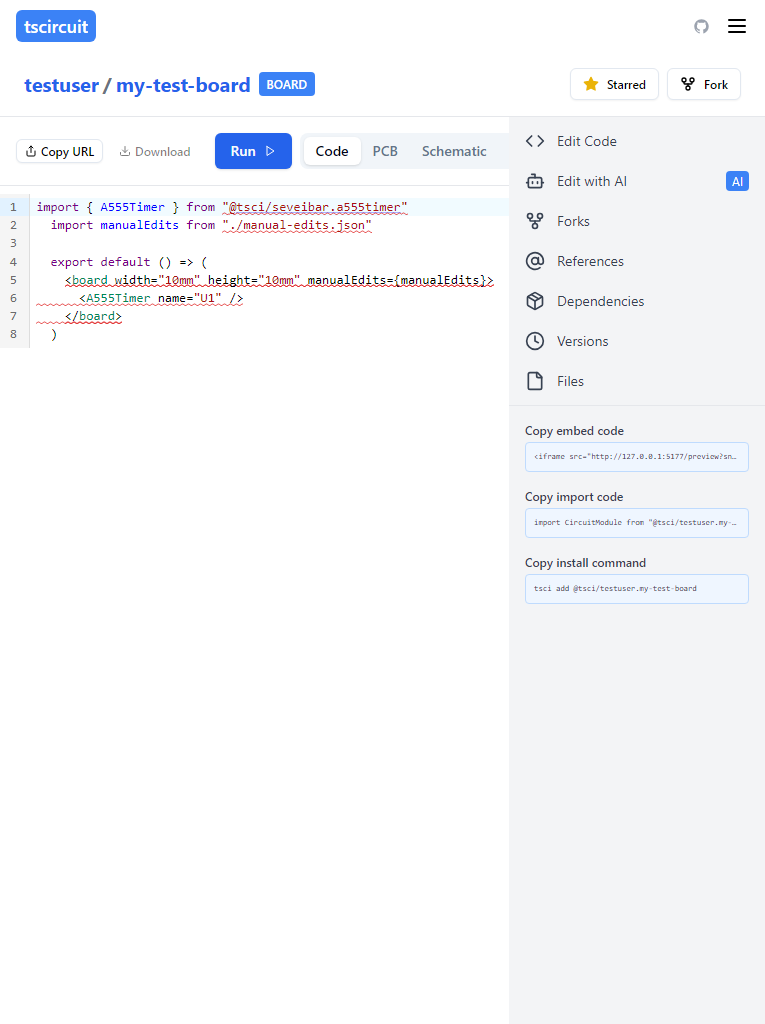 tscircuit
testuser / my-test-board BOARD
Starred
Fork
Copy URL
Download
Run
Code
PCB
Schematic
1 import { A555Timer } from "@tsci/seveibar.a555timer"
2 import manualEdits from "./manual-edits.json"
3
4 export default () => (
5 <board width="10mm" height="10mm" manualEdits={manualEdits}>
6 <A555Timer name="U1" />
7 </board>
8 )
Edit Code
Edit with AI AI
Forks
References
Dependencies
Versions
Files
Copy embed code
<iframe src="http://127.0.0.1:5177/preview?sn…
Copy import code
import CircuitModule from "@tsci/testuser.my-…
Copy install command
tsci add @tsci/testuser.my-test-board